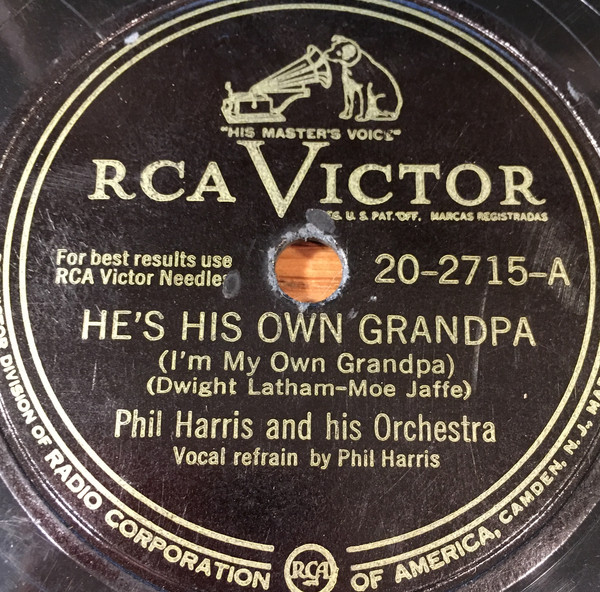 "HIS MASTER'S VOICE"
RCA VICTOR
U. S. PAT. OFF. MARCAS REGISTRADAS
For best results use
RCA Victor
20-2715-A
HE'S HIS OWN GRANDPA
(I'm My Own Grandpa)
(Dwight Latham-Moe Jaffe)
Phil Harris and his Orchestra
Vocal refrain by Phil Harris
DIVISION OF RADIO CORPORATION RCA OF AMERICA, CAMDEN, N. J.